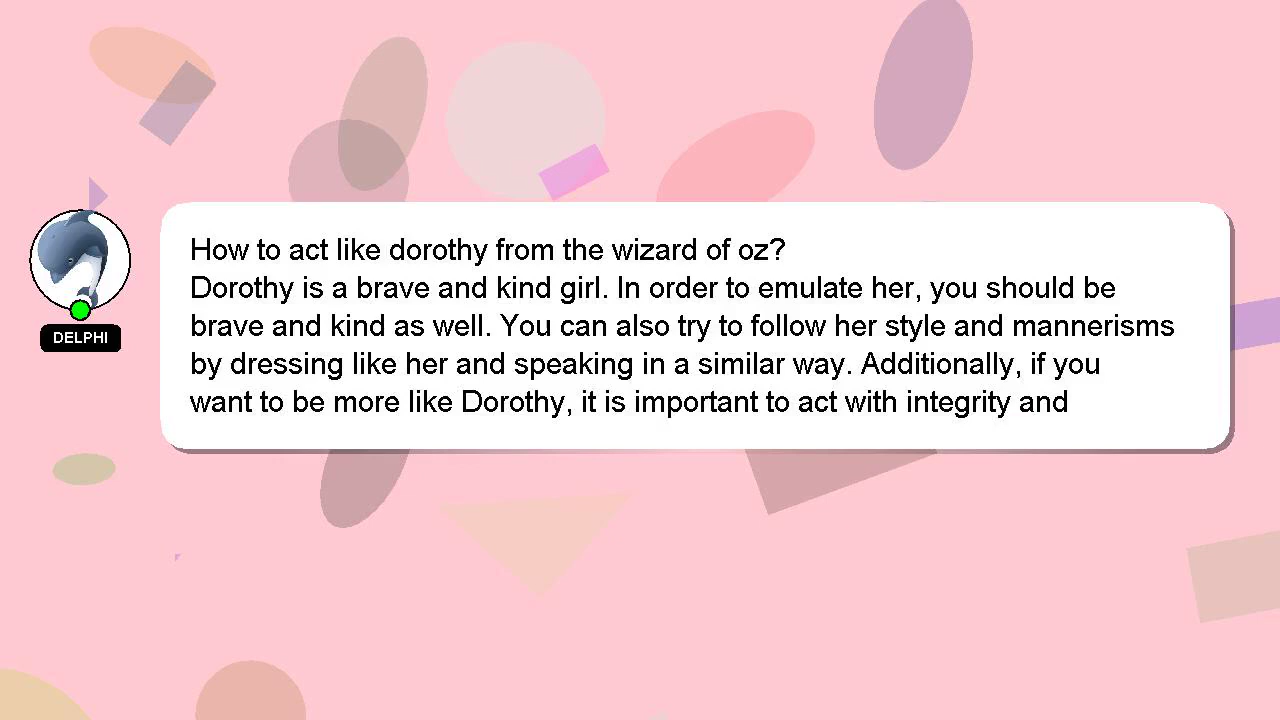 How to act like dorothy from the wizard of oz?
Dorothy is a brave and kind girl. In order to emulate her, you should be
brave and kind as well. You can also try to follow her style and mannerisms
by dressing like her and speaking in a similar way. Additionally, if you
want to be more like Dorothy, it is important to act with integrity and
DELPHI